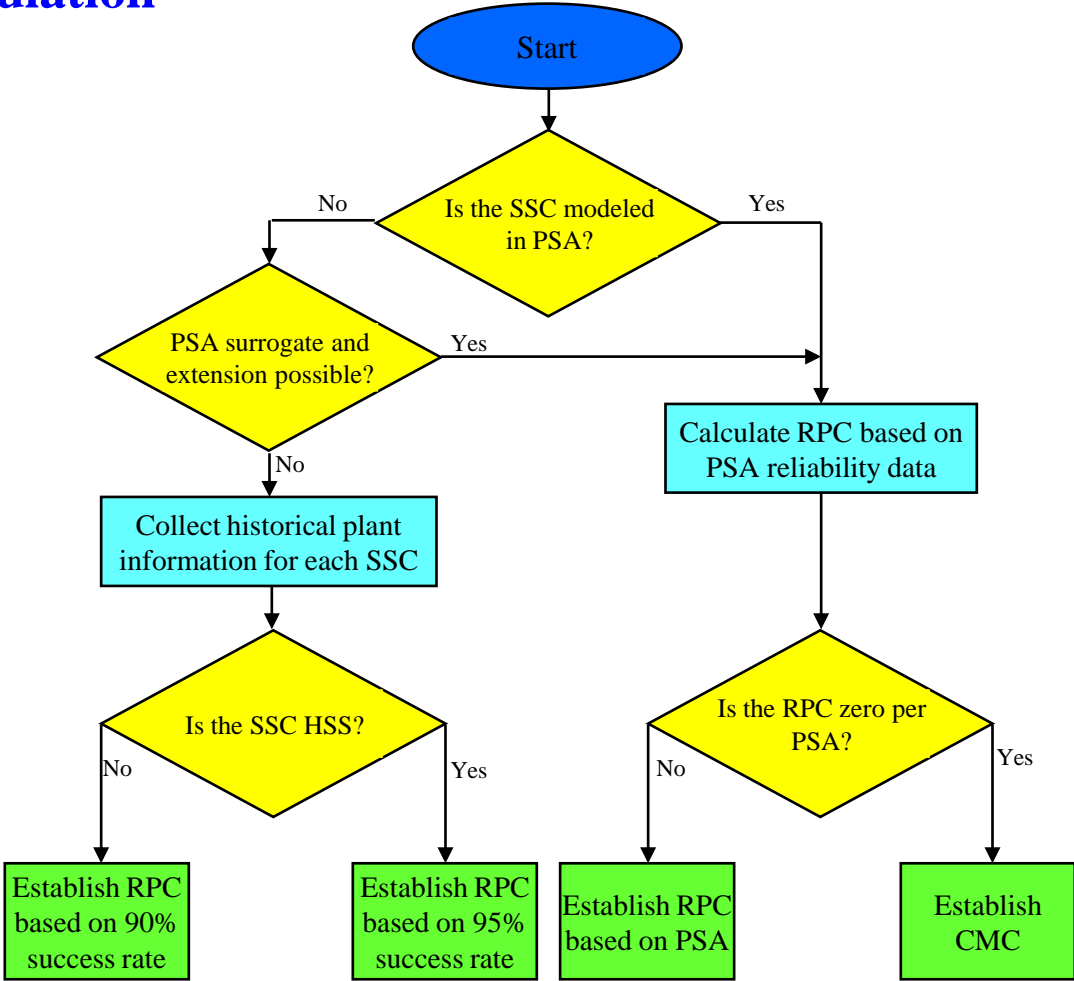 Start
Is the SSC modeled
in PSA?
No
Yes
PSA surrogate and
extension possible?
Yes
No
Calculate RPC based on
PSA reliability data
Collect historical plant
information for each SSC
Is the SSC HSS?
No
Yes
Is the RPC zero per
PSA?
No
Yes
Establish RPC
based on 90%
success rate
Establish RPC
based on 95%
success rate
Establish RPC
based on PSA
Establish
CMC